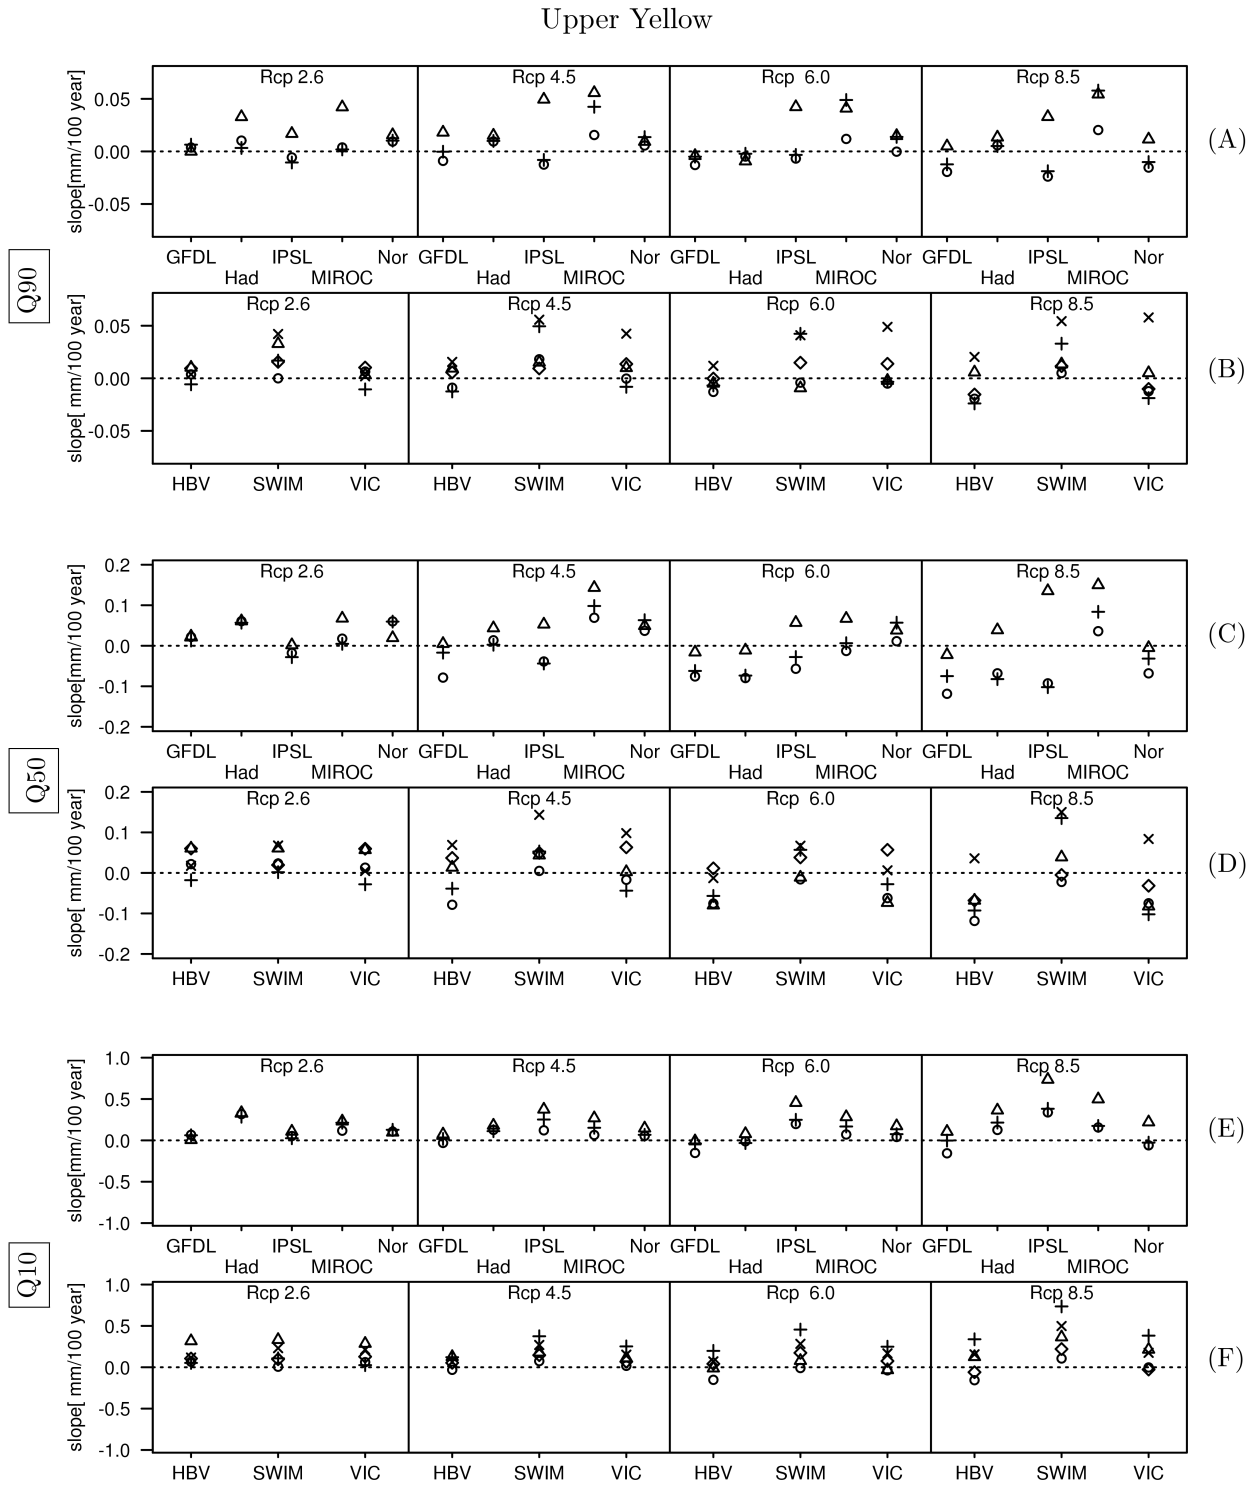 Upper Yellow
Rcp 2.6 Rcp 4.5 Rcp 6.0 Rcp 8.5
slope[mm/100 year]
0.05
0.00
-0.05
(A)
GFDL IPSL Nor GFDL IPSL Nor GFDL IPSL Nor GFDL IPSL Nor
Had MIROC Had MIROC Had MIROC Had MIROC
Q90
Rcp 2.6 Rcp 4.5 Rcp 6.0 Rcp 8.5
slope[ mm/100 year]
0.05
0.00
-0.05
(B)
HBV SWIM VIC HBV SWIM VIC HBV SWIM VIC HBV SWIM VIC
Rcp 2.6 Rcp 4.5 Rcp 6.0 Rcp 8.5
slope[mm/100 year]
0.2
0.1
0.0
-0.1
-0.2
(C)
GFDL IPSL Nor GFDL IPSL Nor GFDL IPSL Nor GFDL IPSL Nor
Had MIROC Had MIROC Had MIROC Had MIROC
Q50
Rcp 2.6 Rcp 4.5 Rcp 6.0 Rcp 8.5
slope[ mm/100 year]
0.2
0.1
0.0
-0.1
-0.2
(D)
HBV SWIM VIC HBV SWIM VIC HBV SWIM VIC HBV SWIM VIC
Rcp 2.6 Rcp 4.5 Rcp 6.0 Rcp 8.5
slope[mm/100 year]
1.0
0.5
0.0
-0.5
-1.0
(E)
GFDL IPSL Nor GFDL IPSL Nor GFDL IPSL Nor GFDL IPSL Nor
Had MIROC Had MIROC Had MIROC Had MIROC
Q10
Rcp 2.6 Rcp 4.5 Rcp 6.0 Rcp 8.5
slope[ mm/100 year]
1.0
0.5
0.0
-0.5
-1.0
(F)
HBV SWIM VIC HBV SWIM VIC HBV SWIM VIC HBV SWIM VIC